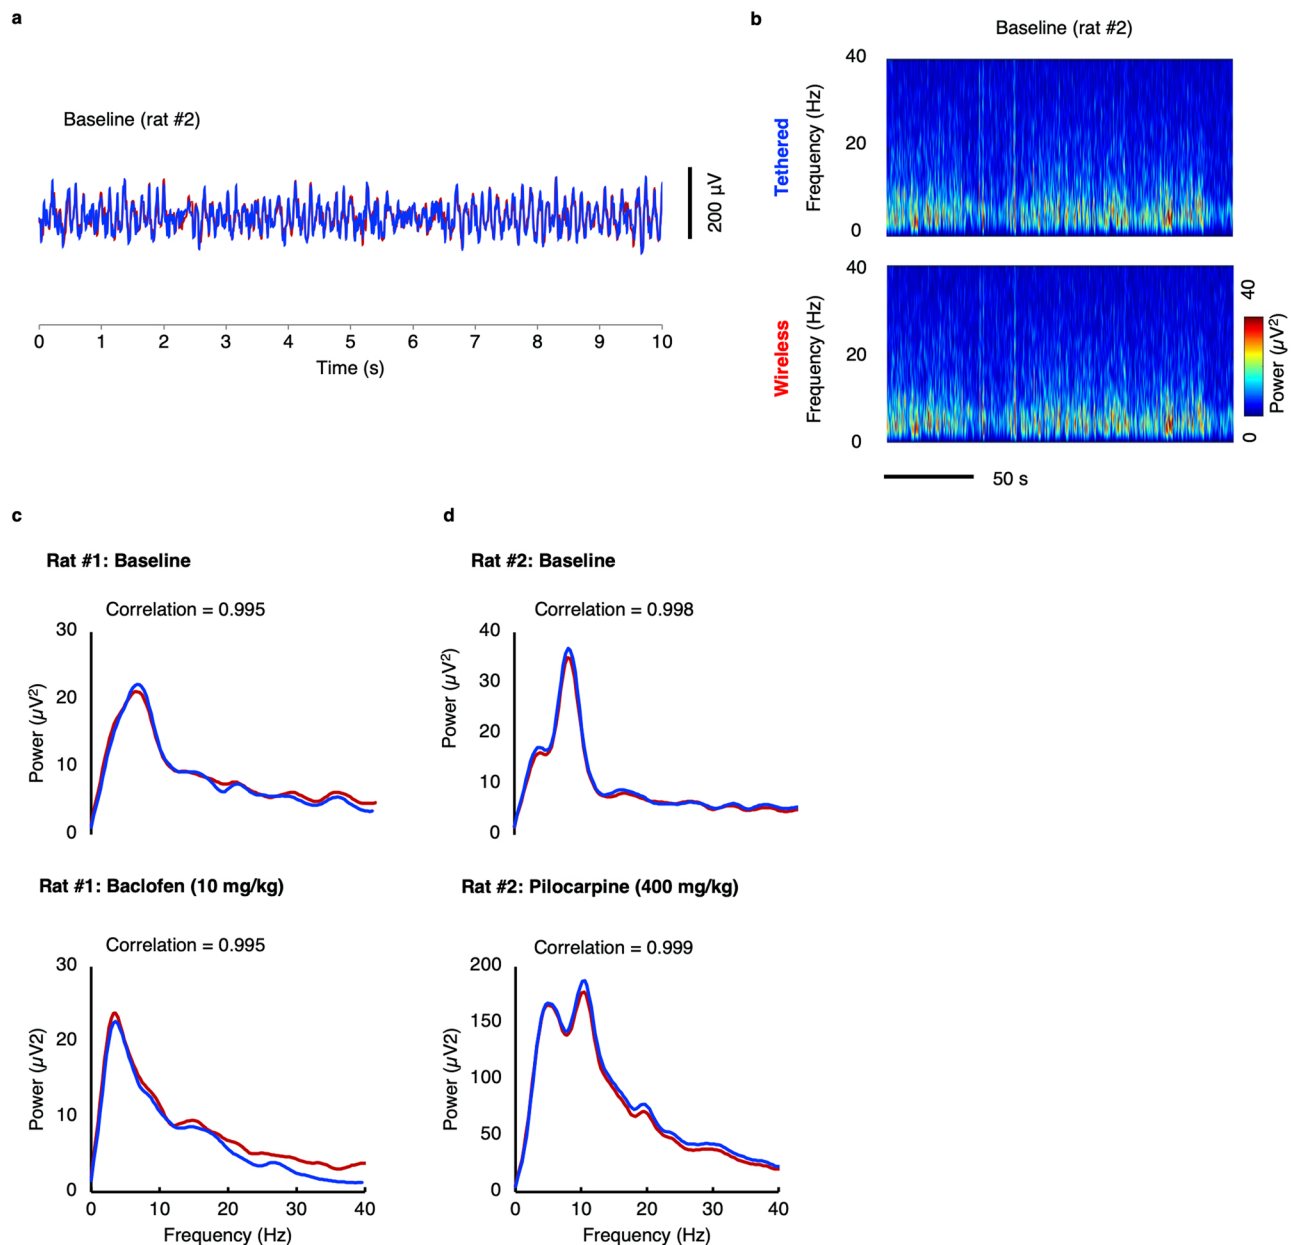 a
Baseline (rat #2)
200 µV
0 1 2 3 4 5 6 7 8 9 10
Time (s)
b
Baseline (rat #2)
Tethered
Frequency (Hz)
40
20
0
Wireless
Frequency (Hz)
40
20
0
40
Power (µV²)
0
50 s
c
Rat #1: Baseline
Correlation = 0.995
Power (µV²)
30
20
10
0
Rat #1: Baclofen (10 mg/kg)
Correlation = 0.995
Power (µV2)
30
20
10
0
0 10 20 30 40
Frequency (Hz)
d
Rat #2: Baseline
Correlation = 0.998
Power (µV²)
40
30
20
10
0
Rat #2: Pilocarpine (400 mg/kg)
Correlation = 0.999
Power (µV2)
200
150
100
50
0
0 10 20 30 40
Frequency (Hz)